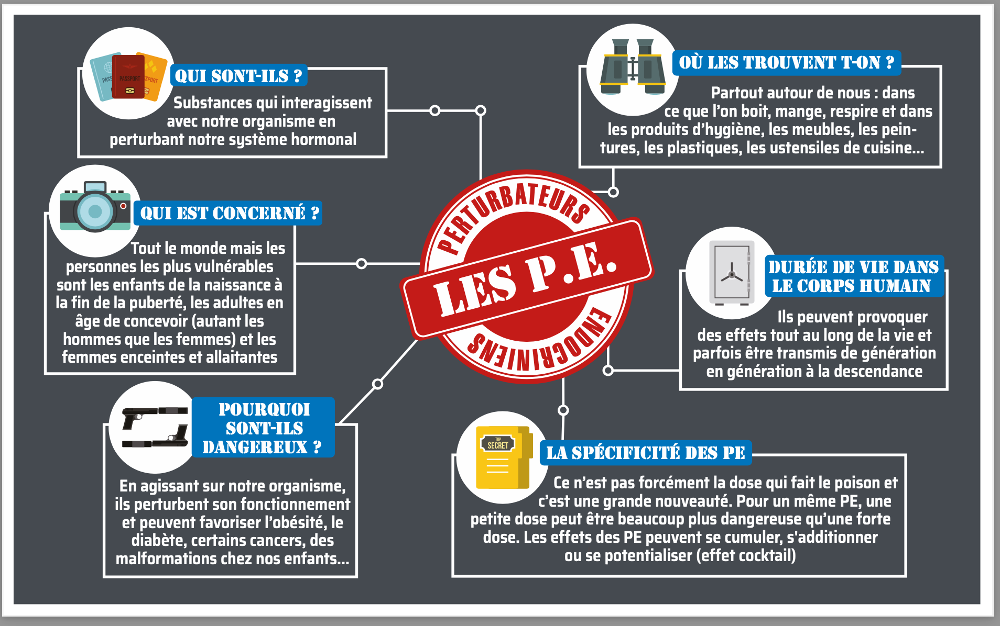 PASSPORT
QUI SONT-ILS ?
Substances qui interagissent
avec notre organisme en
perturbant notre système hormonal
OÙ LES TROUVENT T-ON ?
Partout autour de nous : dans
ce que l’on boit, mange, respire et dans
les produits d’hygiène, les meubles, les pein-
tures, les plastiques, les ustensiles de cuisine...
QUI EST CONCERNÉ ?
Tout le monde mais les
personnes les plus vulnérables
sont les enfants de la naissance à
la fin de la puberté, les adultes en
âge de concevoir (autant les
hommes que les femmes) et les
femmes enceintes et allaitantes
PERTURBATEURS
LES P.E.
ENDOCRINIENS
DURÉE DE VIE DANS
LE CORPS HUMAIN
Ils peuvent provoquer
des effets tout au long de la vie et
parfois être transmis de génération
en génération à la descendance
POURQUOI
SONT-ILS
DANGEREUX ?
En agissant sur notre organisme,
ils perturbent son fonctionnement
et peuvent favoriser l’obésité, le
diabète, certains cancers, des
malformations chez nos enfants...
TOP
SECRET
LA SPÉCIFICITÉ DES PE
Ce n’est pas forcément la dose qui fait le poison et
c’est une grande nouveauté. Pour un même PE, une
petite dose peut être beaucoup plus dangereuse qu’une forte
dose. Les effets des PE peuvent se cumuler, s'additionner
ou se potentialiser (effet cocktail)